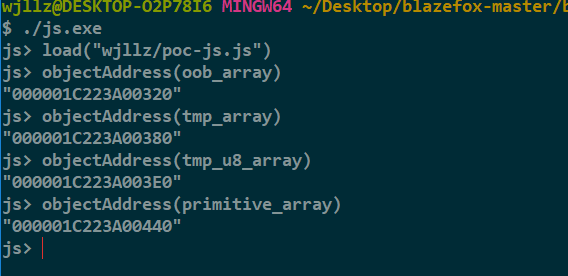 wjllz@DESKTOP-O2P78I6 MINGW64 ~/Desktop/blazefox-master/b
$ ./js.exe
js> load("wjllz/poc-js.js")
js> objectAddress(oob_array)
"000001C223A00320"
js> objectAddress(tmp_array)
"000001C223A00380"
js> objectAddress(tmp_u8_array)
"000001C223A003E0"
js> objectAddress(primitive_array)
"000001C223A00440"
js>